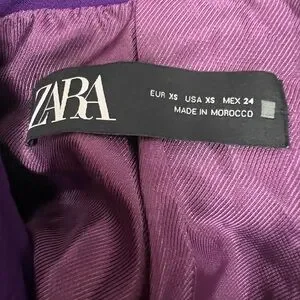 ZARA
EUR XS USA XS MEX 24
MADE IN MOROCCO